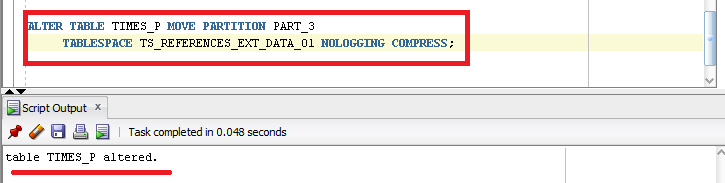 ALTER TABLE TIMES_P MOVE PARTITION PART_3
TABLESPACE TS_REFERENCES_EXT_DATA_01 NOLOGGING COMPRESS;
Script Output x
Task completed in 0.048 seconds
table TIMES_P altered.